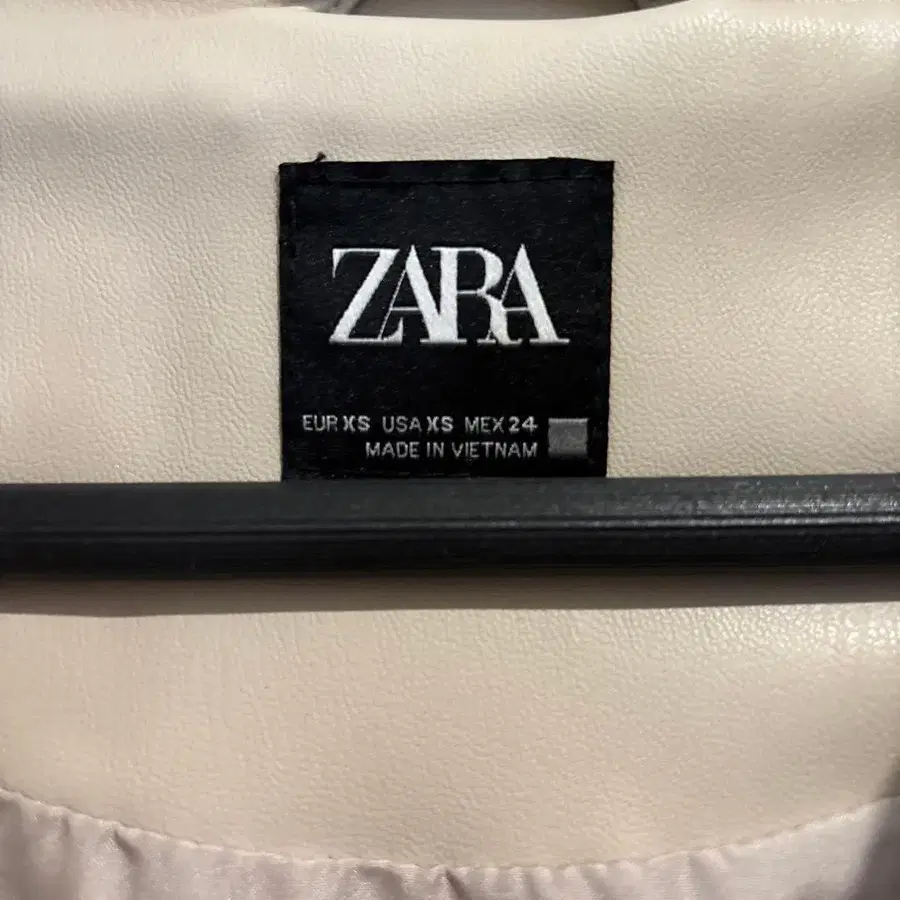 ZARA
EUR XS USA XS MEX 24
MADE IN VIETNAM